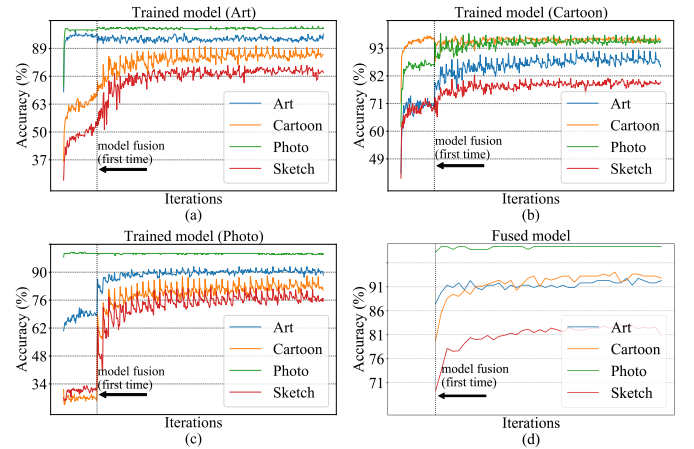 Trained model (Art)
Accuracy (%)
89
76
63
50
37
Art
Cartoon
Photo
Sketch
model fusion
(first time)
Iterations
(a)
Trained model (Cartoon)
Accuracy (%)
93
82
71
60
49
Art
Cartoon
Photo
Sketch
model fusion
(first time)
Iterations
(b)
Trained model (Photo)
Accuracy (%)
90
76
62
48
34
Art
Cartoon
Photo
Sketch
model fusion
(first time)
Iterations
(c)
Fused model
Accuracy (%)
91
86
81
76
71
Art
Cartoon
Photo
Sketch
model fusion
(first time)
Iterations
(d)